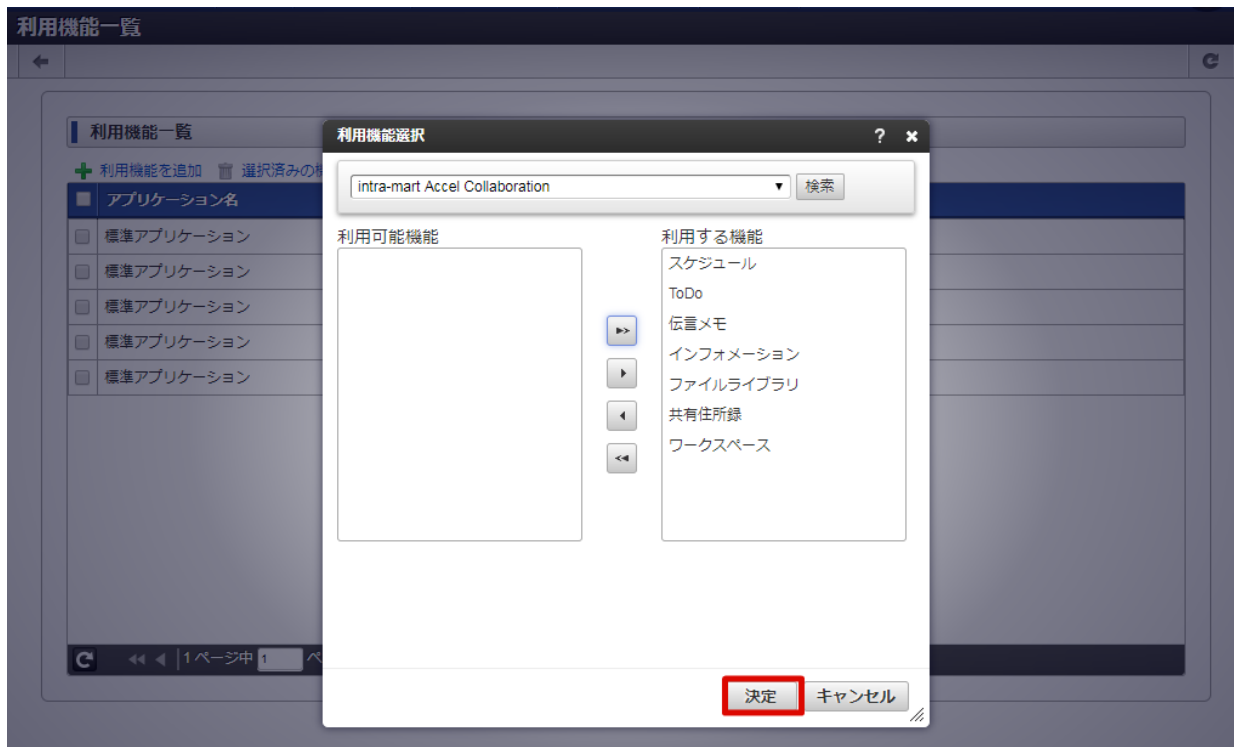 利用機能一覧
利用機能一覧
利用機能を追加 選択済みの機
アプリケーション名
標準アプリケーション
標準アプリケーション
標準アプリケーション
標準アプリケーション
標準アプリケーション
1 ページ中 1 ペ
利用機能選択 ?
intra-mart Accel Collaboration 検索
利用可能機能
利用する機能
スケジュール
ToDo
伝言メモ
インフォメーション
ファイルライブラリ
共有住所録
ワークスペース
決定 キャンセル